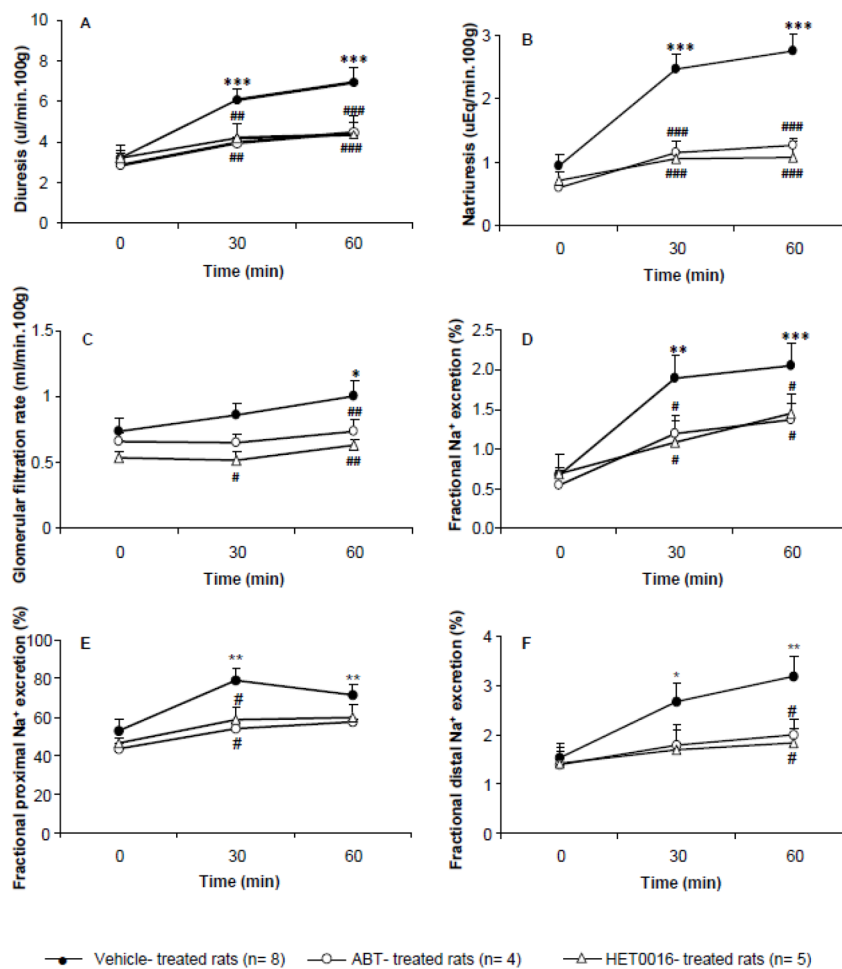 A
Diuresis (ul/min.100g)
10
8
6
4
2
0
***
***
##
###
##
###
0 30 60
Time (min)
B
Natriuresis (uEq/min.100g)
3
2
1
0
***
***
###
###
###
###
0 30 60
Time (min)
C
Glomerular filtration rate (ml/min.100g)
1.5
1
0.5
0
*
##
#
##
0 30 60
Time (min)
D
Fractional Na⁺ excretion (%)
2.5
2.0
1.5
1.0
0.5
0.0
**
***
#
#
#
#
0 30 60
Time (min)
E
Fractional proximal Na⁺ excretion (%)
100
80
60
40
20
0
**
**
#
#
0 30 60
Time (min)
F
Fractional distal Na⁺ excretion (%)
4
3
2
1
0
*
**
#
#
0 30 60
Time (min)
Vehicle- treated rats (n= 8) ABT- treated rats (n= 4) HET0016- treated rats (n= 5)